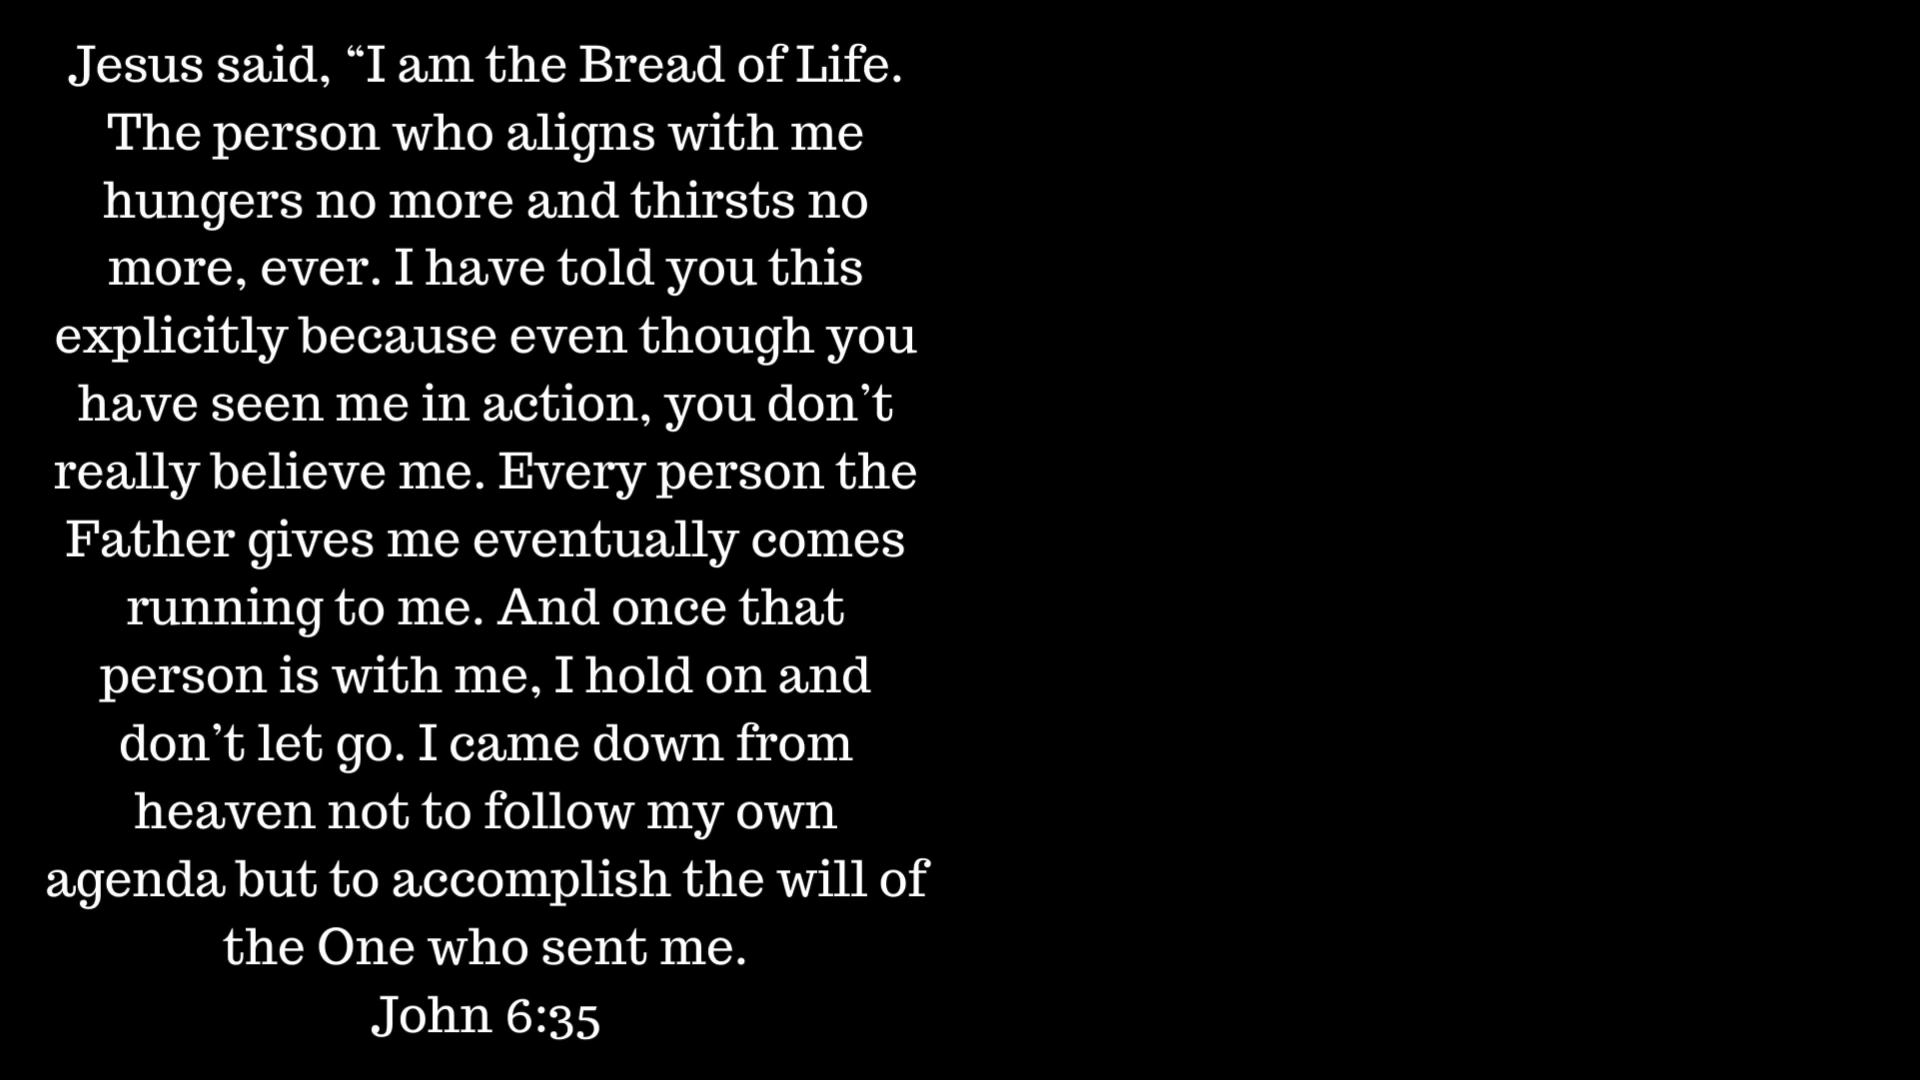 Jesus said, “I am the Bread of Life.
The person who aligns with me
hungers no more and thirsts no
more, ever. I have told you this
explicitly because even though you
have seen me in action, you don’t
really believe me. Every person the
Father gives me eventually comes
running to me. And once that
person is with me, I hold on and
don’t let go. I came down from
heaven not to follow my own
agenda but to accomplish the will of
the One who sent me.
John 6:35